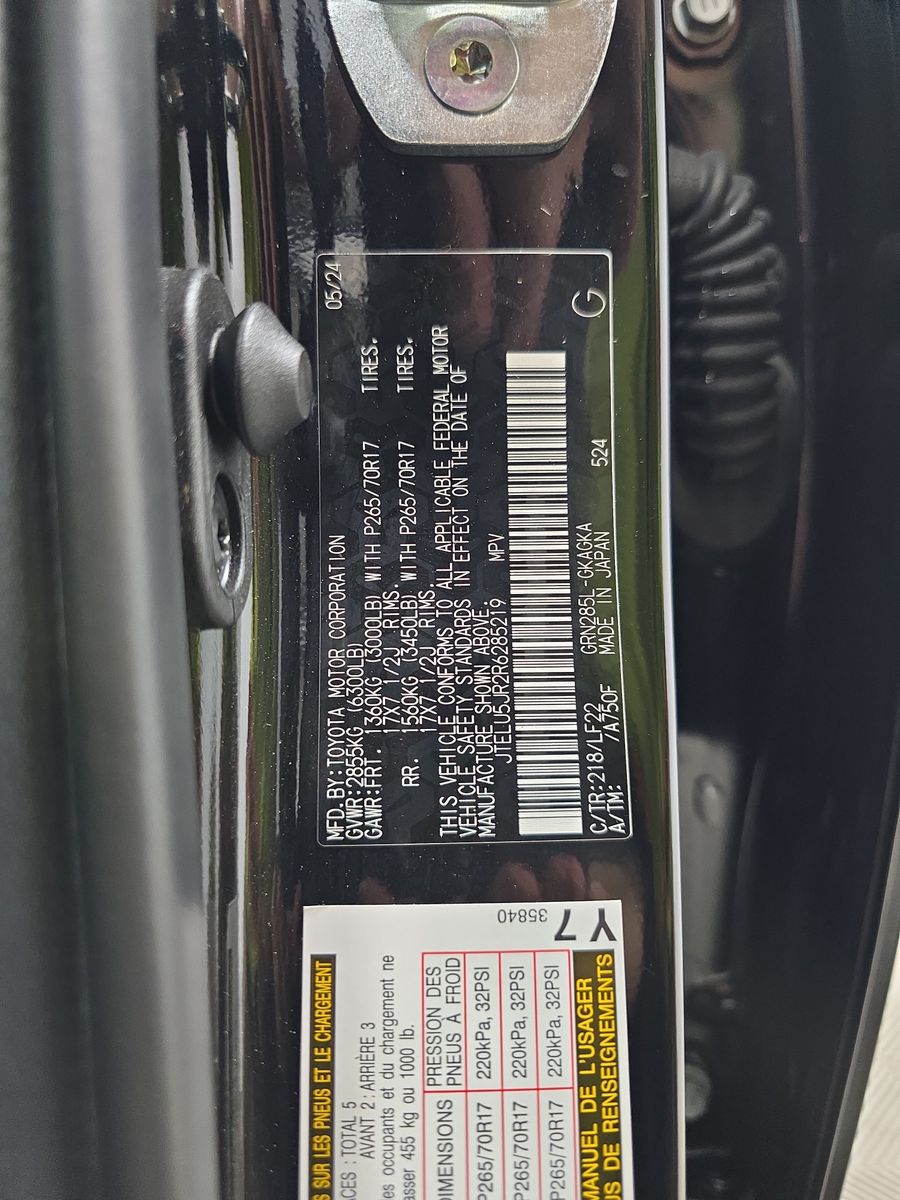 MFD.BY:TOYOTA MOTOR CORPORATION 05/24
GVWR:2855KG (6300LB)
GAWR:FRT. 1360KG (3000LB) WITH P265/70R17 TIRES.
17X7 1/2J RIMS.
RR. 1560KG (3450LB) WITH P265/70R17 TIRES.
17X7 1/2J RIMS.
THIS VEHICLE CONFORMS TO ALL APPLICABLE FEDERAL MOTOR
VEHICLE SAFETY STANDARDS IN EFFECT ON THE DATE OF
MANUFACTURE SHOWN ABOVE.
JTELU5JR2R6285219 MPV
C/TR:218/LF22 GRN285L-GKAGKA
A/TM: /A750F MADE IN JAPAN 524
G
SUR LES PNEUS ET LE CHARGEMENT
TOTAL 5
AVANT 2 : ARRIÈRE 3
occupants et du chargement ne
455 kg ou 1000 lb.
DIMENSIONS PRESSION DES PNEUS À FROID
P265/70R17 220kPa, 32PSI
P265/70R17 220kPa, 32PSI
P265/70R17 220kPa, 32PSI
MANUEL DE L'USAGER
DE RENSEIGNEMENTS
35840
Y7